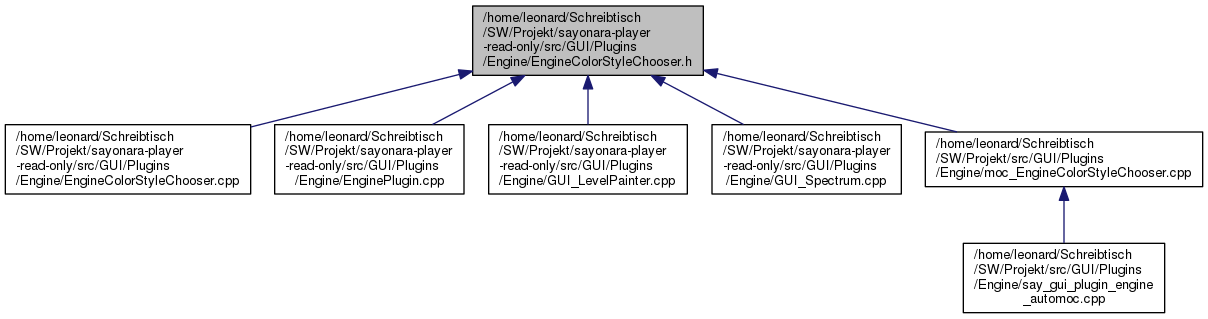 /home/leonard/Schreibtisch
/SW/Projekt/sayonara-player
-read-only/src/GUI/Plugins
/Engine/EngineColorStyleChooser.h
/home/leonard/Schreibtisch
/SW/Projekt/sayonara-player
-read-only/src/GUI/Plugins
/Engine/EngineColorStyleChooser.cpp
/home/leonard/Schreibtisch
/SW/Projekt/sayonara-player
-read-only/src/GUI/Plugins
/Engine/EnginePlugin.cpp
/home/leonard/Schreibtisch
/SW/Projekt/sayonara-player
-read-only/src/GUI/Plugins
/Engine/GUI_LevelPainter.cpp
/home/leonard/Schreibtisch
/SW/Projekt/sayonara-player
-read-only/src/GUI/Plugins
/Engine/GUI_Spectrum.cpp
/home/leonard/Schreibtisch
/SW/Projekt/src/GUI/Plugins
/Engine/moc_EngineColorStyleChooser.cpp
/home/leonard/Schreibtisch
/SW/Projekt/src/GUI/Plugins
/Engine/say_gui_plugin_engine
_automoc.cpp